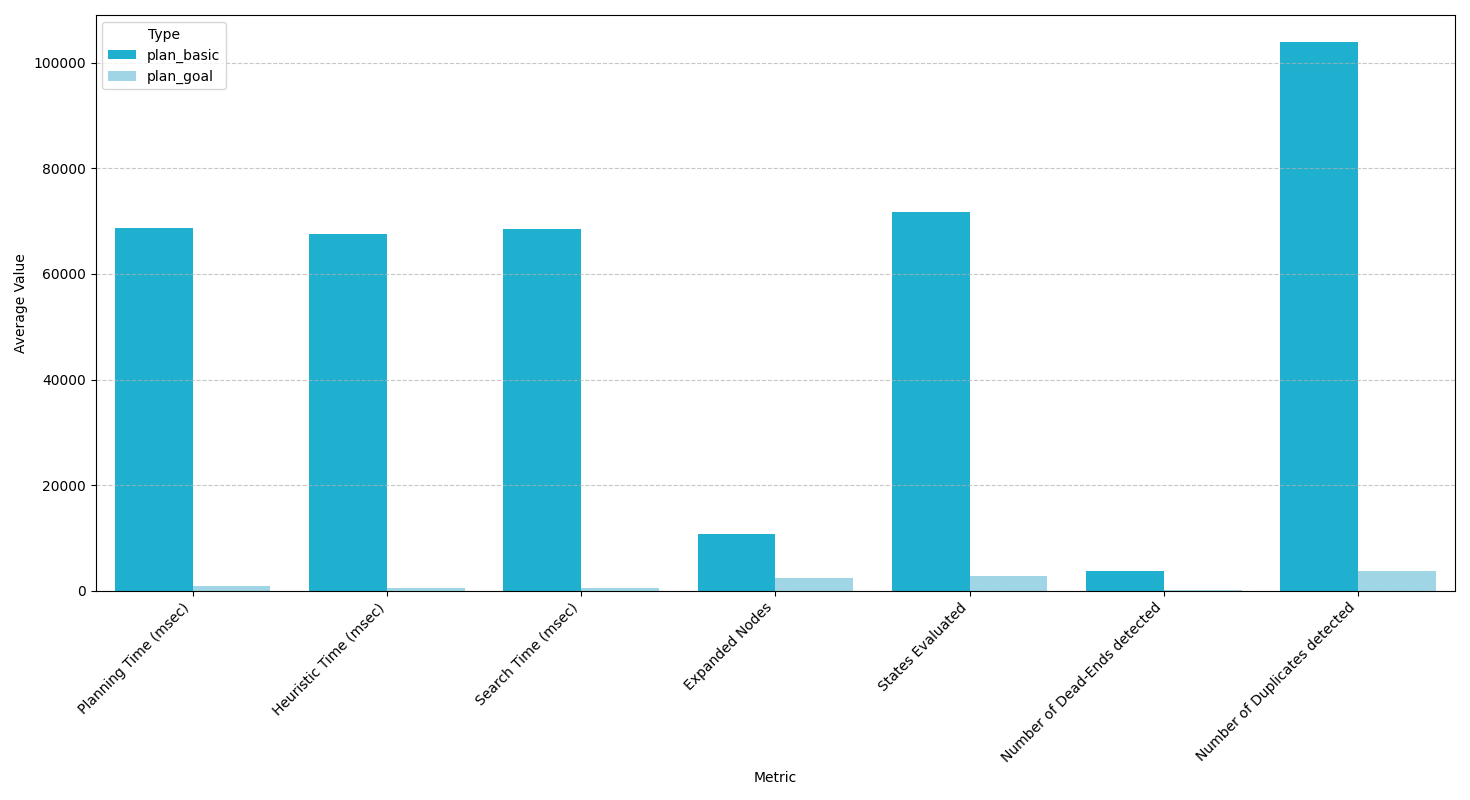 Type
plan_basic
plan_goal
Average Value
100000
80000
60000
40000
20000
0
Planning Time (msec)
Heuristic Time (msec)
Search Time (msec)
Expanded Nodes
States Evaluated
Number of Dead-Ends detected
Number of Duplicates detected
Metric